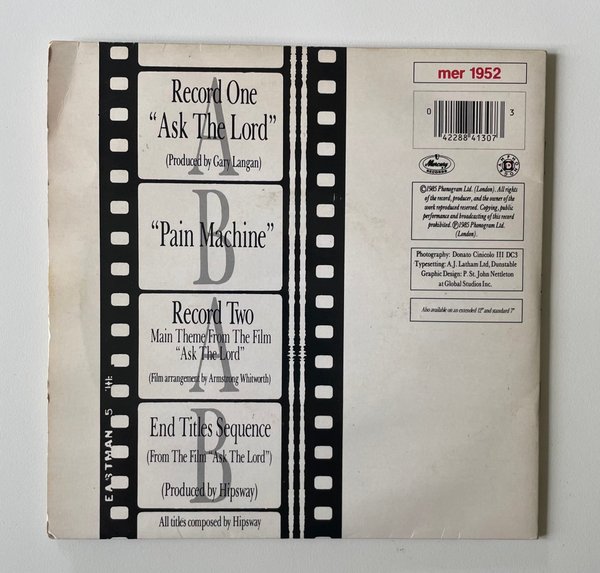 A
Record One
"Ask The Lord"
(Produced by Gary Langan)
B
"Pain Machine"
A
Record Two
Main Theme/From The Film
"Ask The Lord"
(Film arrangement by Armstrong Whitworth)
B
End Titles Sequence
(From The Film "Ask The Lord")
(Produced by Hipsway)
All titles composed by Hipsway
EASTMAN 5
mer 1952
0
3
42288 41307
Mercury
RECORDS
©1985 Phonogram Ltd. (London). All rights
of the record, producer, and the owner of the
work reproduced reserved. Copying, public
performance and broadcasting of this record
prohibited. ℗1985 Phonogram Ltd.
(London).
Photography: Donato Cinicolo III DC3
Typesetting: A.J. Latham Ltd, Dunstable
Graphic Design: P. St. John Nettleton
at Global Studios Inc.
Also available on an extended 12" and standard 7"